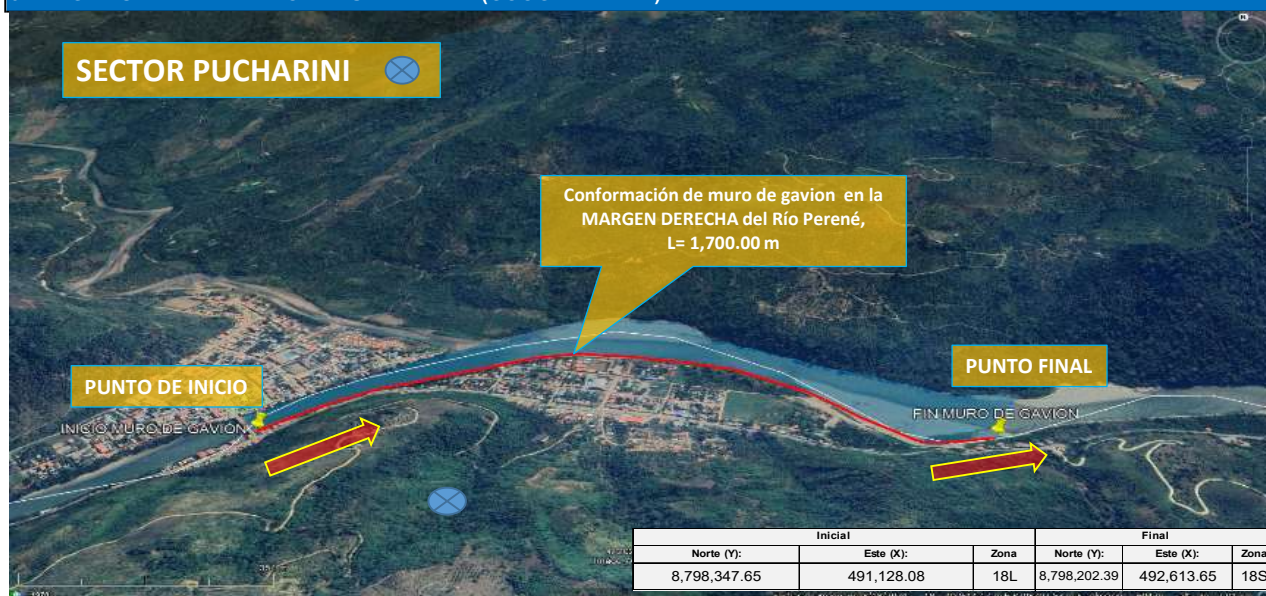 SECTOR PUCHARINI
Conformación de muro de gavion en la
MARGEN DERECHA del Río Perené,
L= 1,700.00 m
PUNTO DE INICIO
PUNTO FINAL
INICIO MURO DE GAVION
FIN MURO DE GAVION
Inicial Final
Norte (Y): Este (X): Zona Norte (Y): Este (X): Zona
8,798,347.65 491,128.08 18L 8,798,202.39 492,613.65 18S